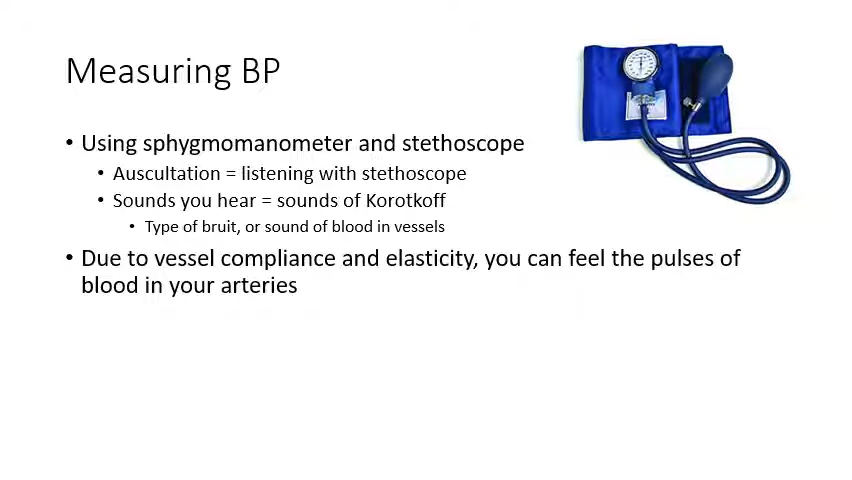 Measuring BP
• Using sphygmomanometer and stethoscope
• Auscultation = listening with stethoscope
• Sounds you hear = sounds of Korotkoff
• Type of bruit, or sound of blood in vessels
• Due to vessel compliance and elasticity, you can feel the pulses of
blood in your arteries